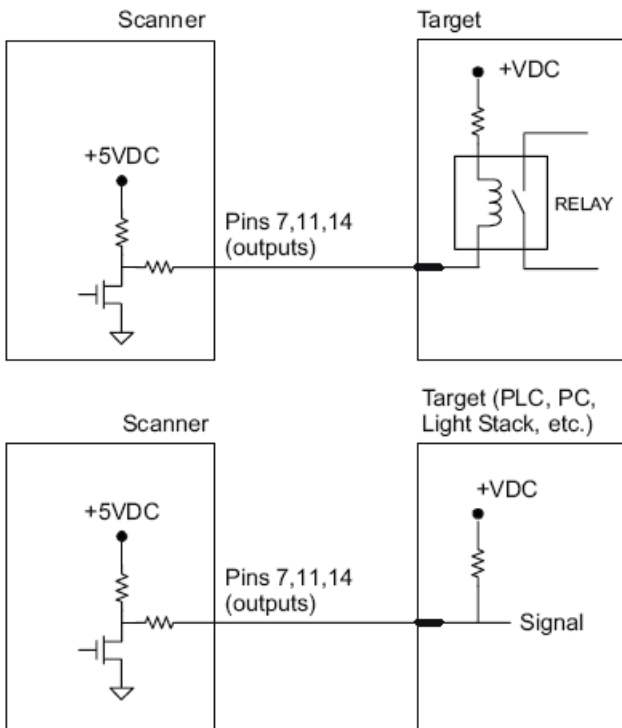 Scanner
Target
+VDC
+5VDC
Pins 7,11,14
(outputs)
RELAY
Scanner
Target (PLC, PC,
Light Stack, etc.)
+VDC
+5VDC
Pins 7,11,14
(outputs)
Signal